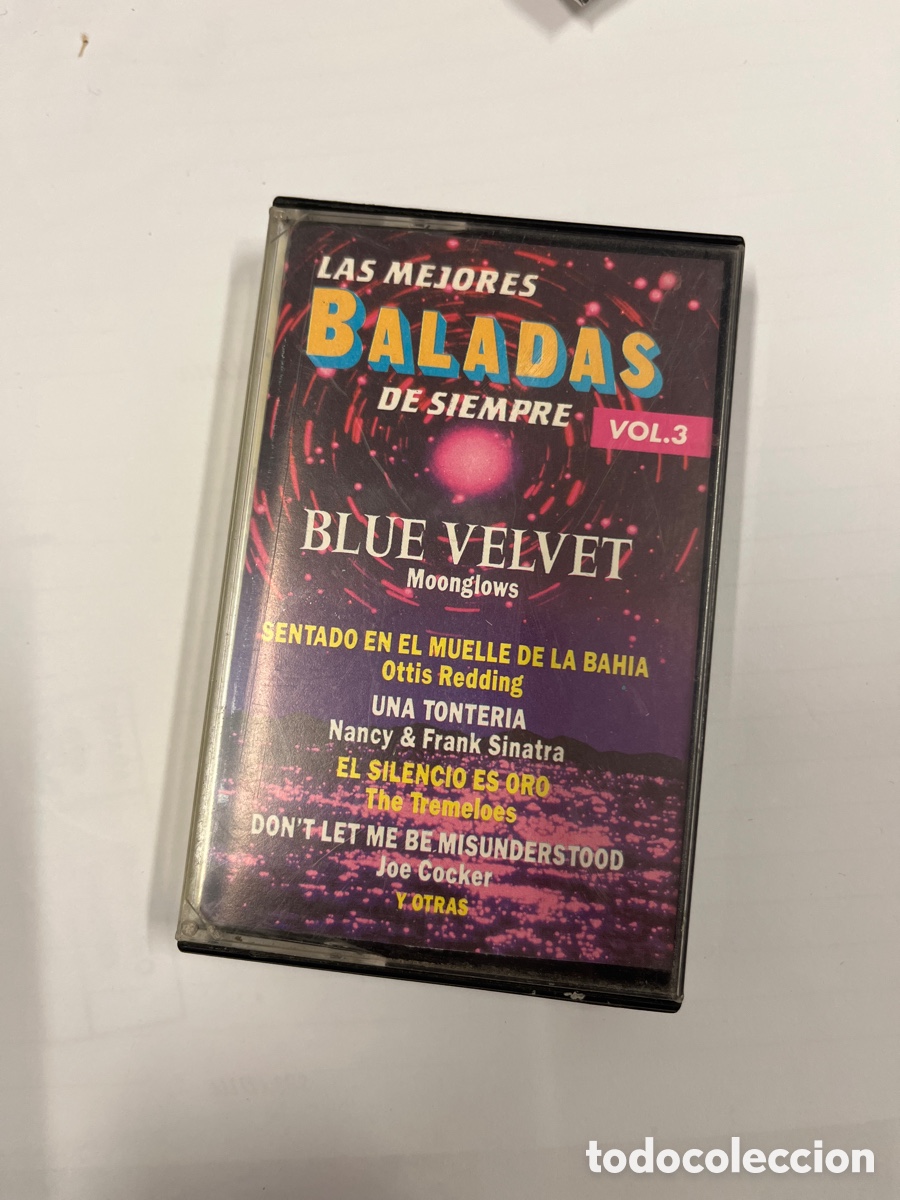 LAS MEJORES
BALADAS
DE SIEMPRE
VOL.3
BLUE VELVET
Moonglows
SENTADO EN EL MUELLE DE LA BAHIA
Ottis Redding
UNA TONTERIA
Nancy & Frank Sinatra
EL SILENCIO ES ORO
The Tremeloes
DON'T LET ME BE MISUNDERSTOOD
Joe Cocker
Y OTRAS
todocoleccion